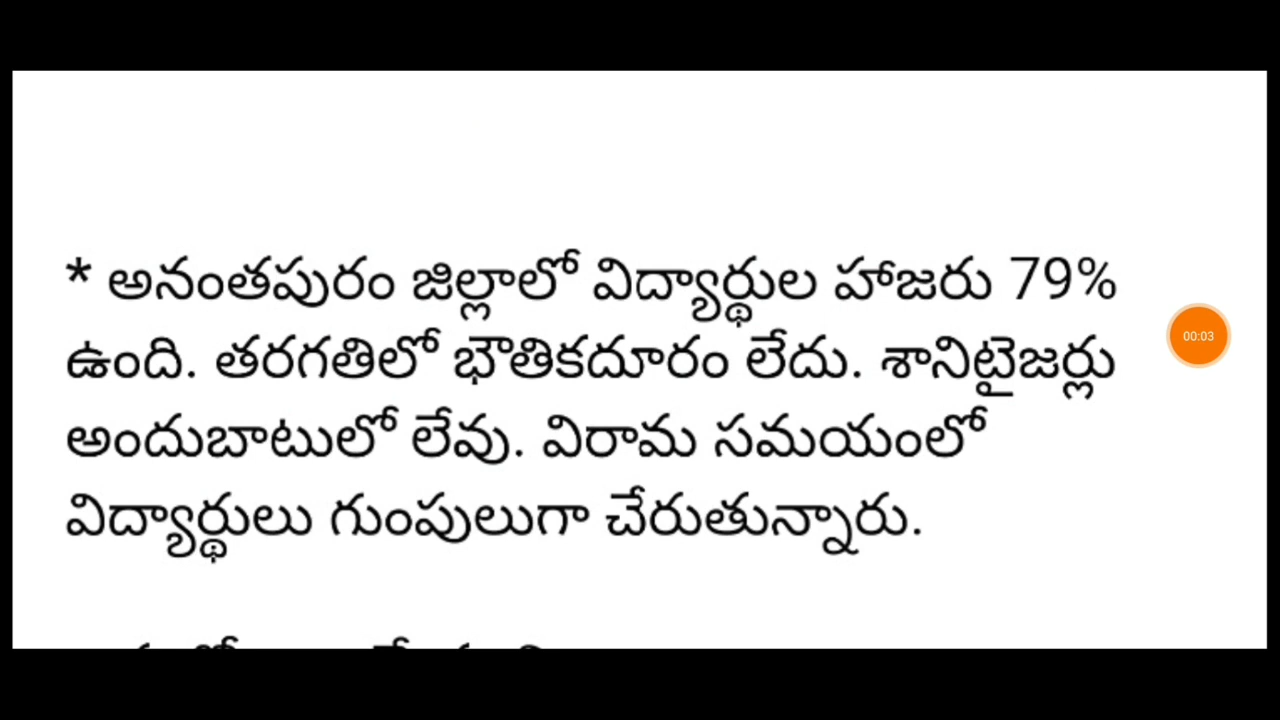 * అనంతపురం జిల్లాలో విద్యార్థుల హాజరు 79%
ఉంది. తరగతిలో భౌతికదూరం లేదు. శానిటైజర్లు
అందుబాటులో లేవు. విరామ సమయంలో
విద్యార్థులు గుంపులుగా చేరుతున్నారు.
00:03